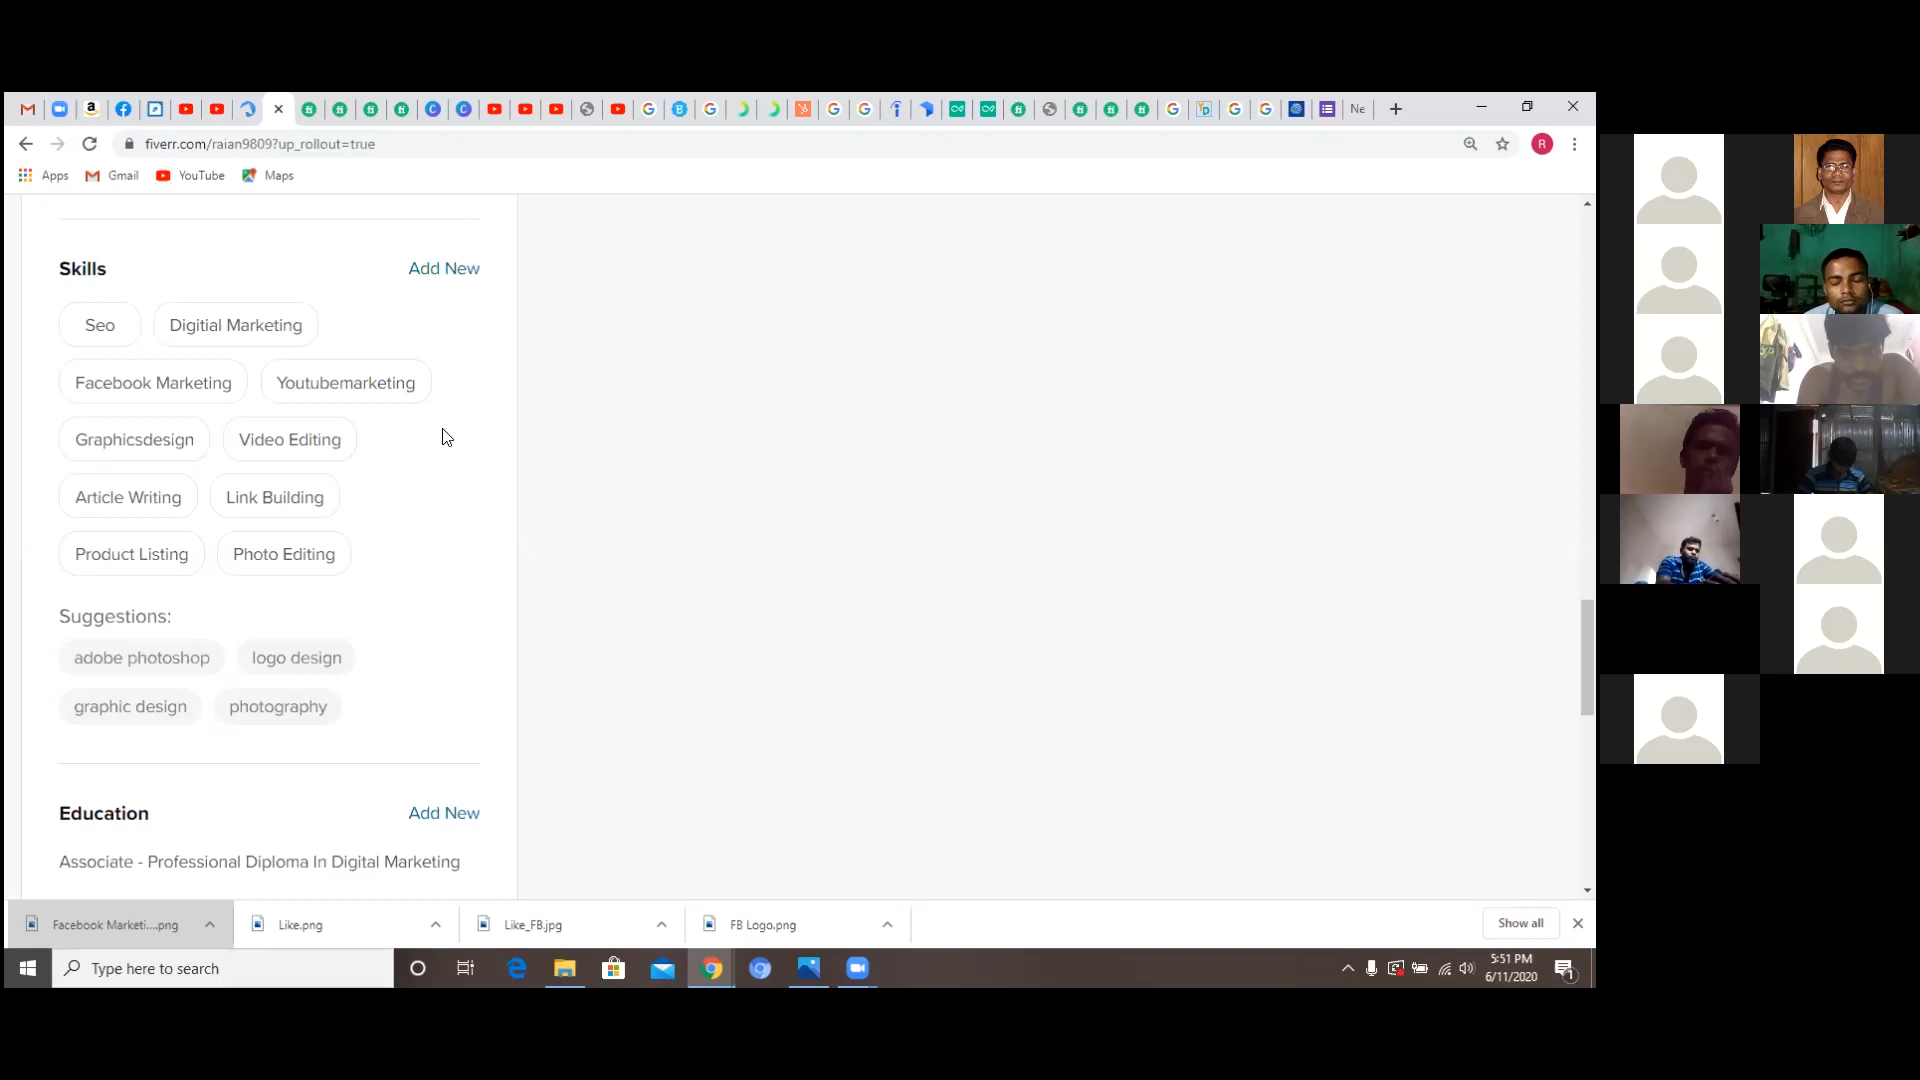 Ne
fiverr.com/raian9809?up_rollout=true
R
Apps Gmail YouTube Maps
Skills Add New
Seo Digitial Marketing
Facebook Marketing Youtubemarketing
Graphicsdesign Video Editing
Article Writing Link Building
Product Listing Photo Editing
Suggestions:
adobe photoshop logo design
graphic design photography
Education Add New
Associate - Professional Diploma In Digital Marketing
Facebook Marketi....png Like.png Like_FB.jpg FB Logo.png Show all
Type here to search
5:51 PM
6/11/2020
1